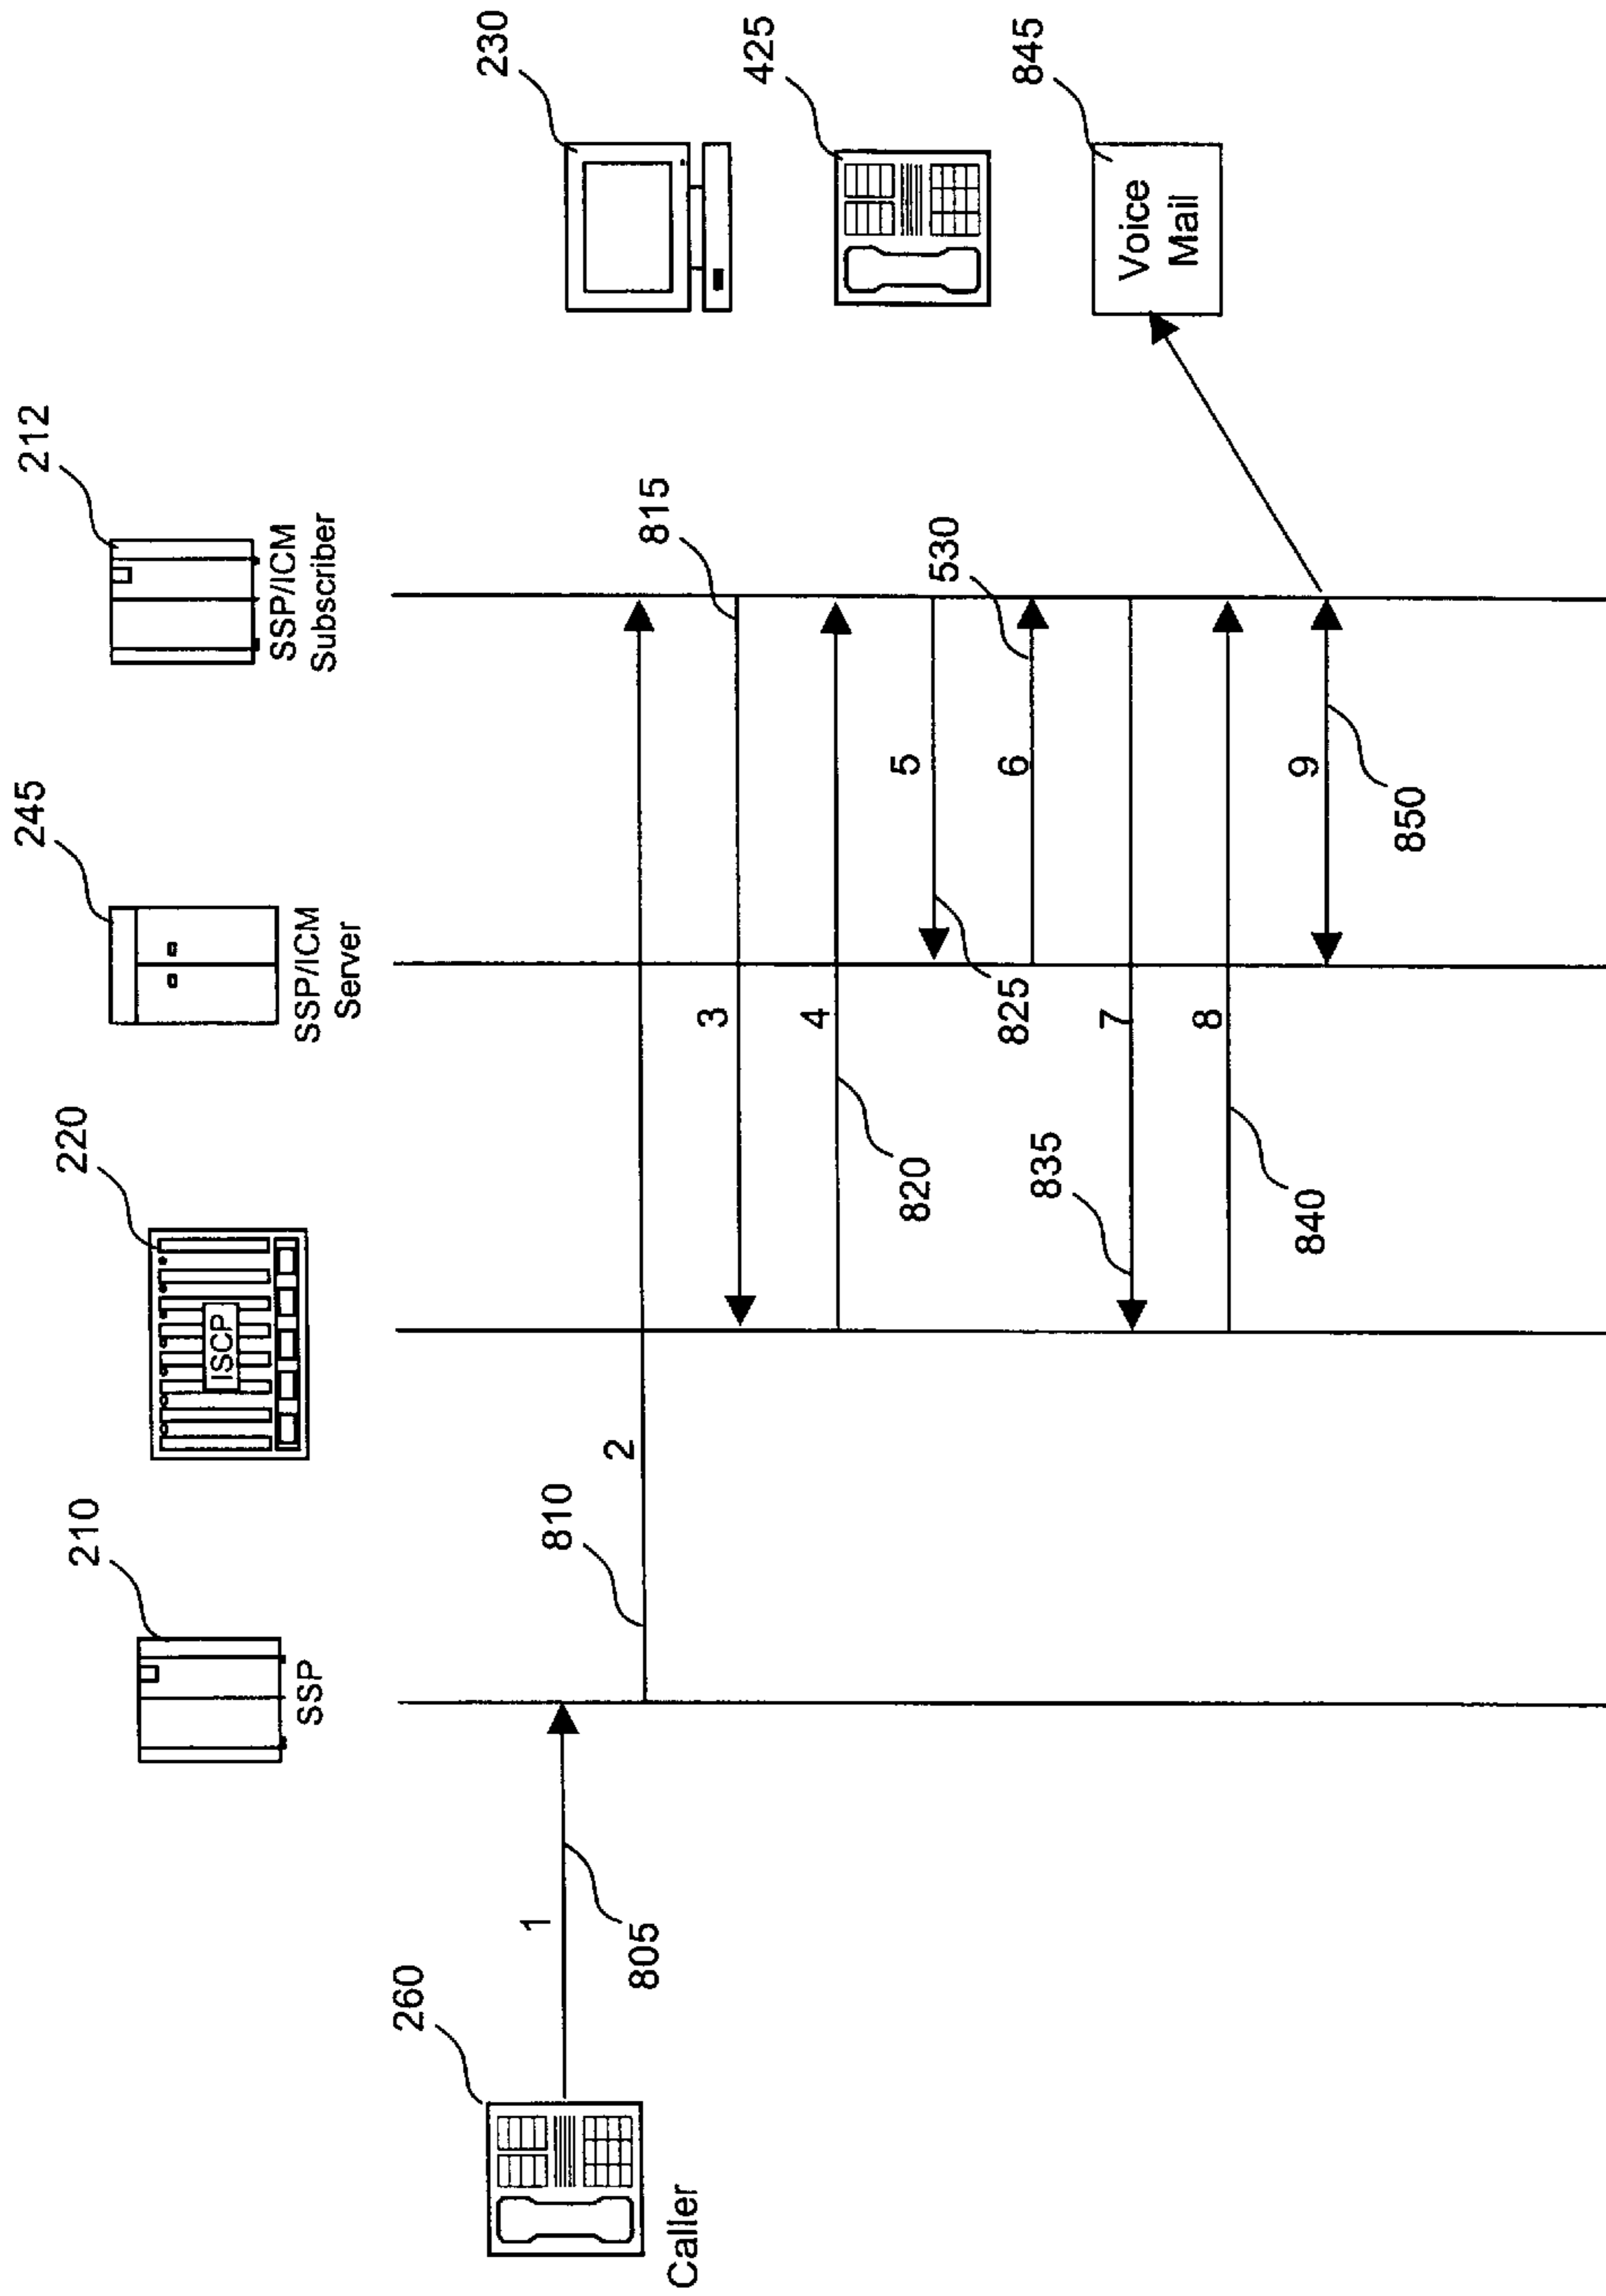 260
Caller
1
805
210
SSP
810
2
220
ISCP
245
SSP/ICM
Server
212
SSP/ICM
Subscriber
815
3
4
820
5
825
6
530
7
835
8
840
9
850
230
425
845
Voice
Mail